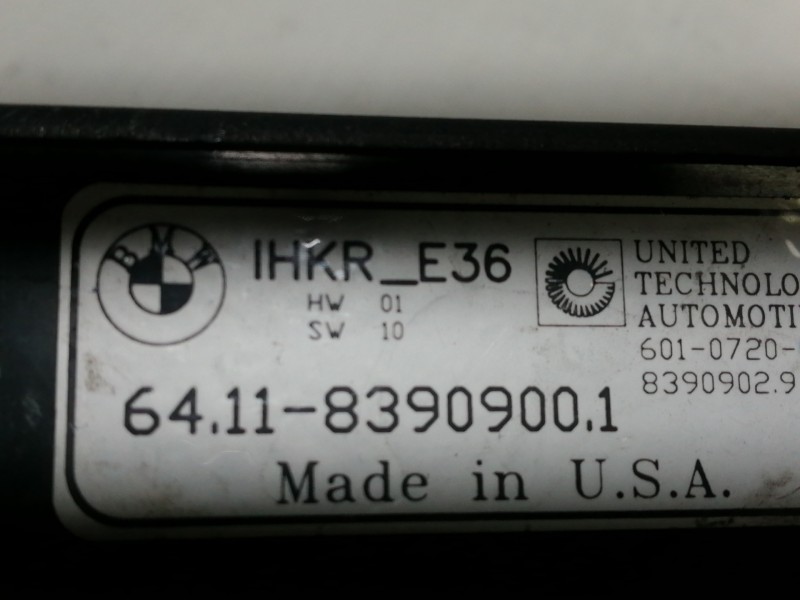 BMW
IHKR_E36
HW 01
SW 10
64.11-8390900.1
Made in U.S.A.
UNITED
TECHNOLO
AUTOMOTI
601-0720-
8390902.9